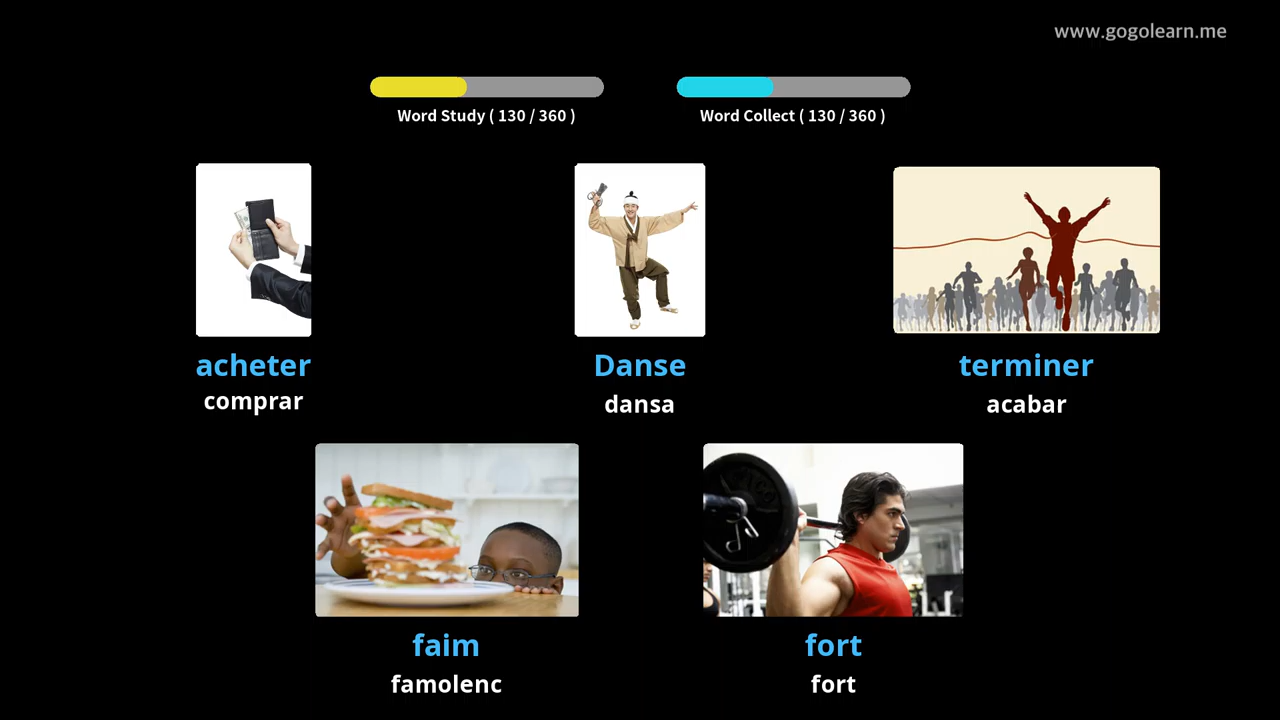 www.gogolearn.me
Word Study ( 130 / 360 )
Word Collect ( 130 / 360 )
acheter
comprar
Danse
dansa
terminer
acabar
faim
famolenc
fort
fort